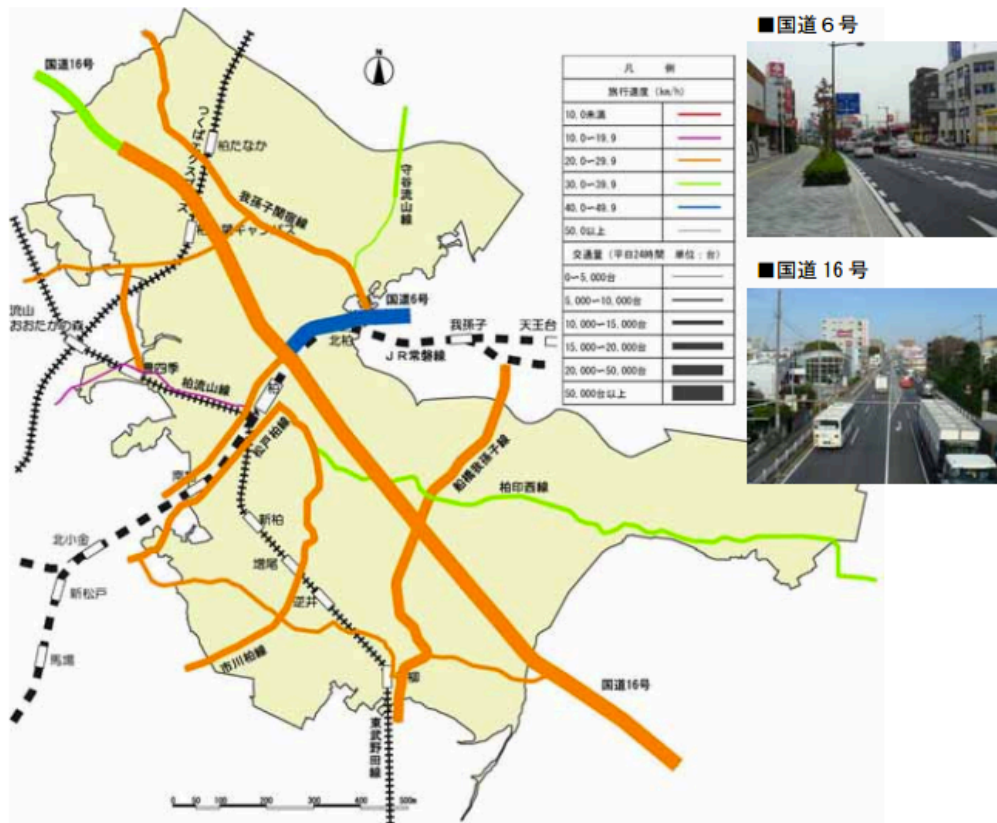 ■国道６号
■国道 16 号
凡 例
旅行速度 (km/h)
10.0未満
10.0〜19.9
20.0〜29.9
30.0〜39.9
40.0〜49.9
50.0以上
交通量 (平日24時間 単位:台)
0〜5,000台
5,000〜10,000台
10,000〜15,000台
15,000〜20,000台
20,000〜50,000台
50,000台以上
N
国道16号
柏たなか
我孫子関宿線
守谷流山線
国道6号
北柏
我孫子
天王台
ＪＲ常磐線
流山
おおたかの森
柏流山線
柏
松戸柏線
船橋我孫子線
柏印西線
新柏
北小金
増尾
新松戸
逆井
馬橋
市川柏線
国道16号
東武野田線
0 50 100 200 300 400 500m